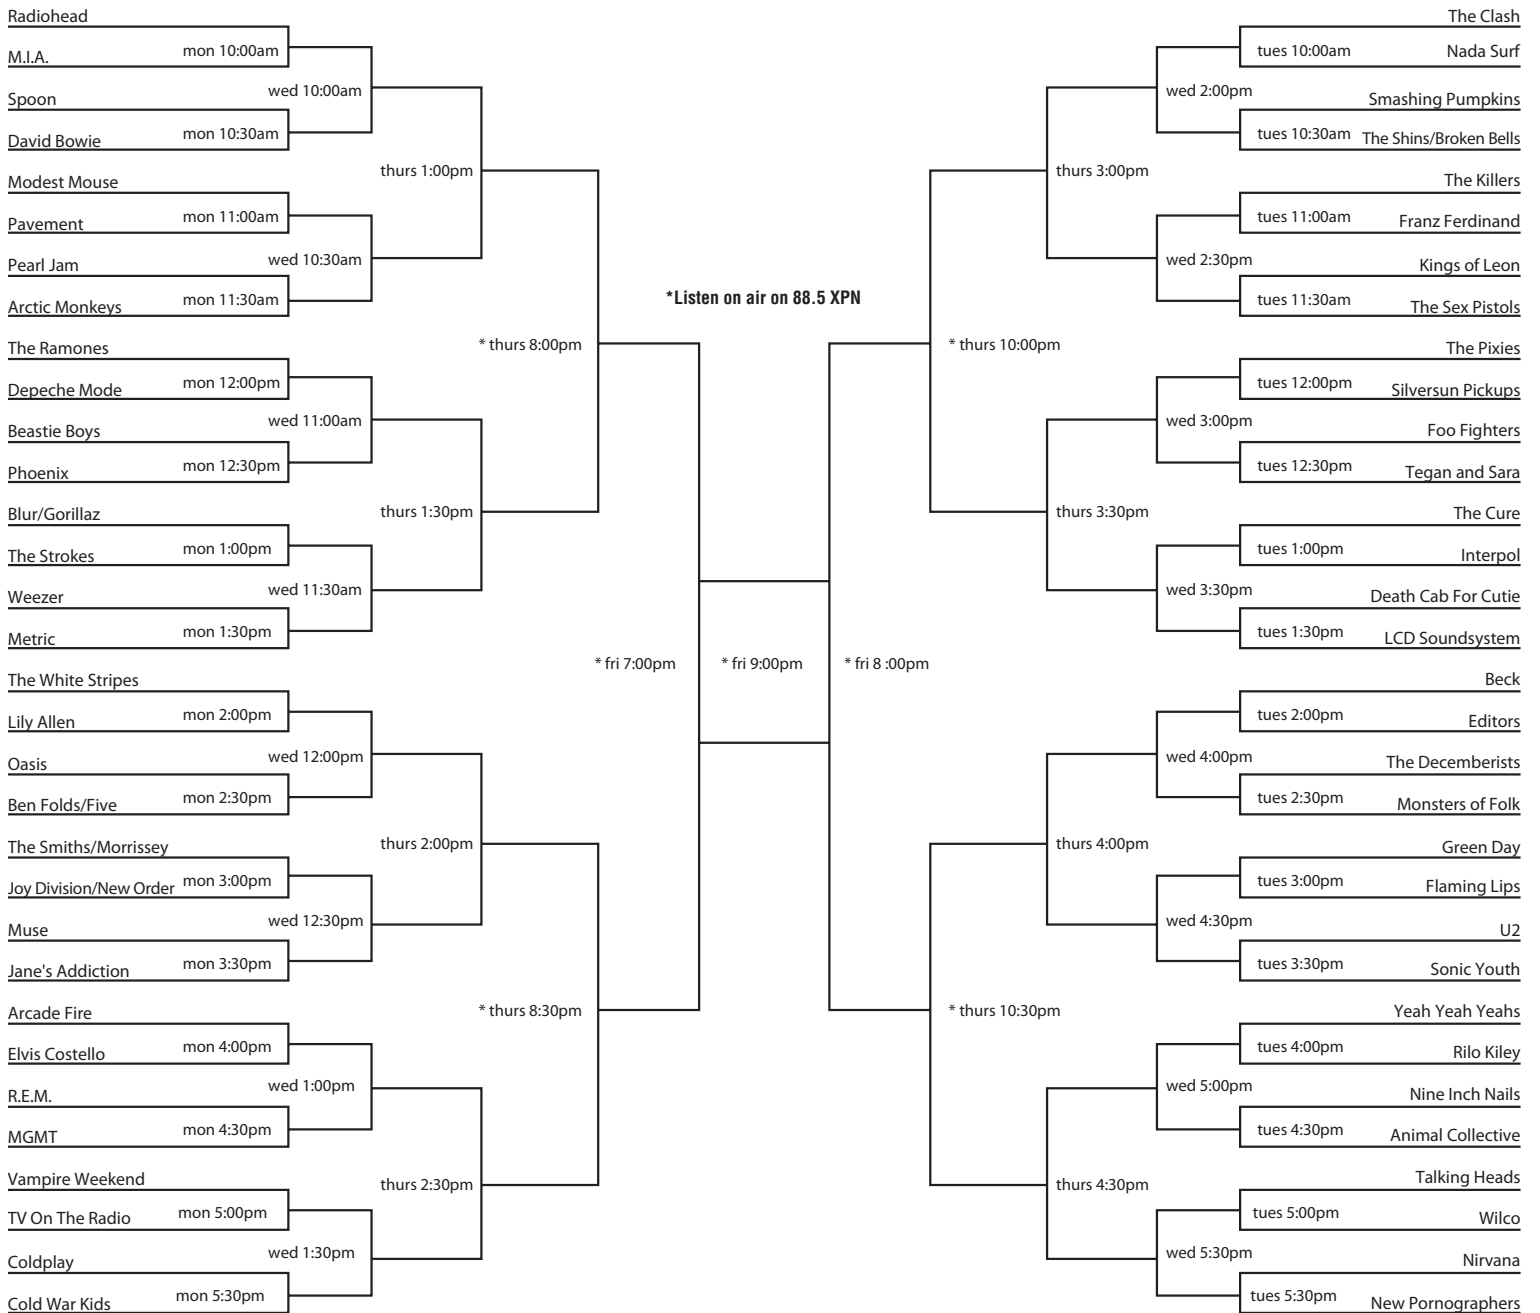 Radiohead
mon 10:00am
M.I.A.
wed 10:00am
Spoon
mon 10:30am
David Bowie
thurs 1:00pm
Modest Mouse
mon 11:00am
Pavement
wed 10:30am
Pearl Jam
mon 11:30am
Arctic Monkeys
* thurs 8:00pm
The Ramones
mon 12:00pm
Depeche Mode
wed 11:00am
Beastie Boys
mon 12:30pm
Phoenix
thurs 1:30pm
Blur/Gorillaz
mon 1:00pm
The Strokes
wed 11:30am
Weezer
mon 1:30pm
Metric
* fri 7:00pm
The White Stripes
mon 2:00pm
Lily Allen
wed 12:00pm
Oasis
mon 2:30pm
Ben Folds/Five
thurs 2:00pm
The Smiths/Morrissey
mon 3:00pm
Joy Division/New Order
wed 12:30pm
Muse
mon 3:30pm
Jane's Addiction
* thurs 8:30pm
Arcade Fire
mon 4:00pm
Elvis Costello
wed 1:00pm
R.E.M.
mon 4:30pm
MGMT
thurs 2:30pm
Vampire Weekend
mon 5:00pm
TV On The Radio
wed 1:30pm
Coldplay
mon 5:30pm
Cold War Kids
*Listen on air on 88.5 XPN
* fri 9:00pm
The Clash
tues 10:00am
Nada Surf
wed 2:00pm
Smashing Pumpkins
tues 10:30am
The Shins/Broken Bells
thurs 3:00pm
The Killers
tues 11:00am
Franz Ferdinand
wed 2:30pm
Kings of Leon
tues 11:30am
The Sex Pistols
* thurs 10:00pm
The Pixies
tues 12:00pm
Silversun Pickups
wed 3:00pm
Foo Fighters
tues 12:30pm
Tegan and Sara
thurs 3:30pm
The Cure
tues 1:00pm
Interpol
wed 3:30pm
Death Cab For Cutie
tues 1:30pm
LCD Soundsystem
* fri 8 :00pm
Beck
tues 2:00pm
Editors
wed 4:00pm
The Decemberists
tues 2:30pm
Monsters of Folk
thurs 4:00pm
Green Day
tues 3:00pm
Flaming Lips
wed 4:30pm
U2
tues 3:30pm
Sonic Youth
* thurs 10:30pm
Yeah Yeah Yeahs
tues 4:00pm
Rilo Kiley
wed 5:00pm
Nine Inch Nails
tues 4:30pm
Animal Collective
thurs 4:30pm
Talking Heads
tues 5:00pm
Wilco
wed 5:30pm
Nirvana
tues 5:30pm
New Pornographers